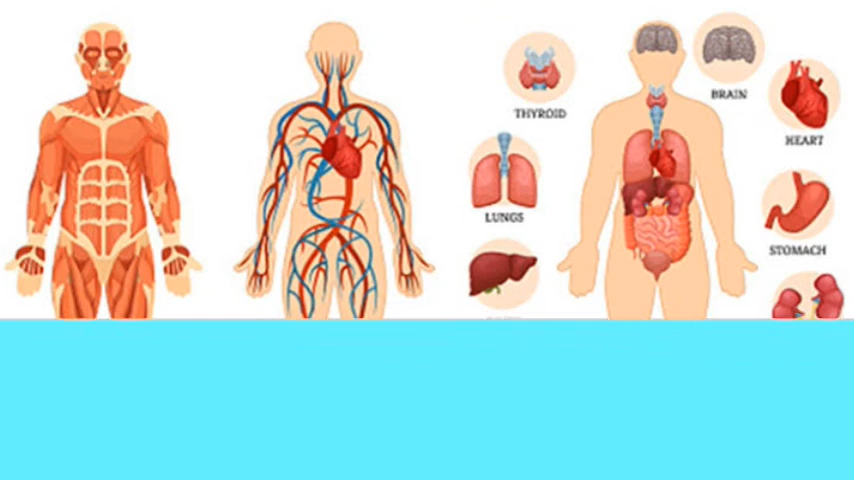 THYROID
BRAIN
HEART
LUNGS
STOMACH